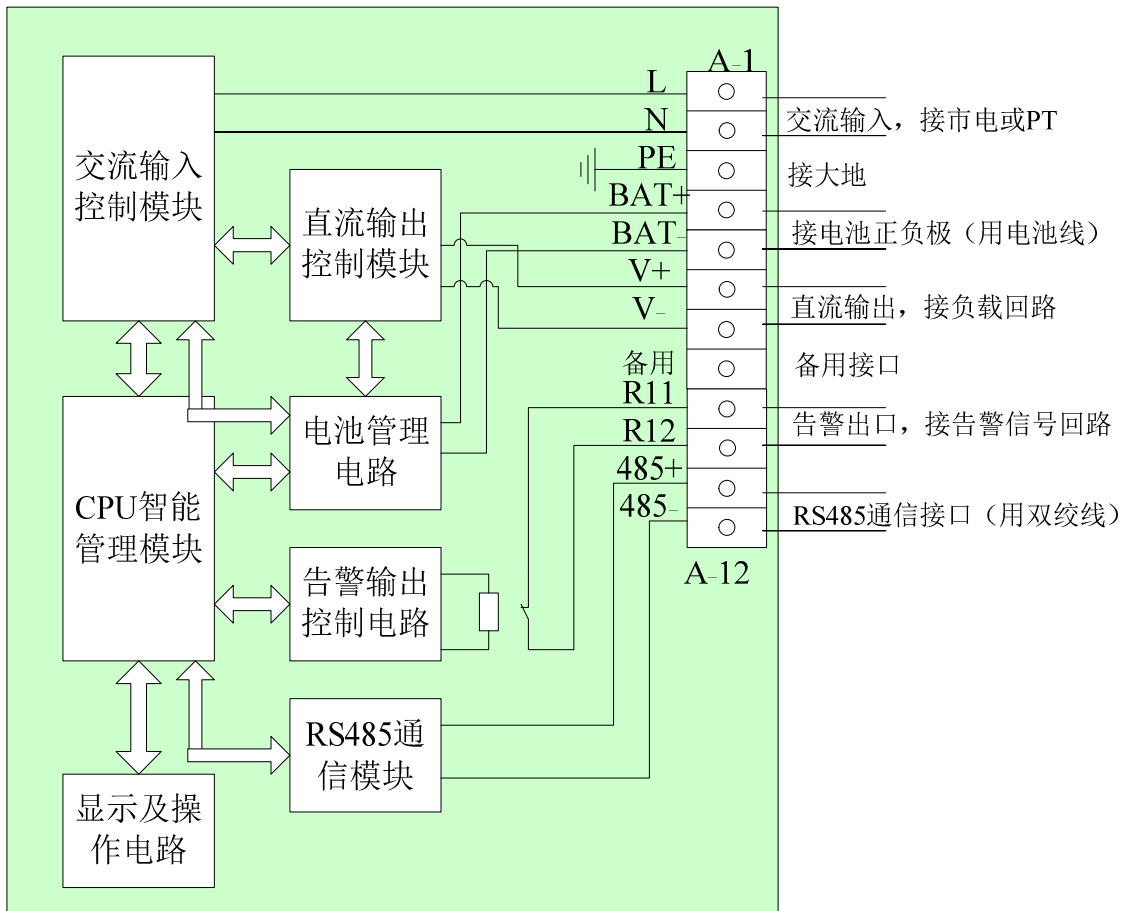 A-1
L
N
交流输入，接市电或PT
PE
接大地
BAT+
BAT-
接电池正负极（用电池线）
V+
V-
直流输出，接负载回路
备用
备用接口
R11
R12
告警出口，接告警信号回路
485+
485-
RS485通信接口（用双绞线）
A-12
交流输入
控制模块
直流输出
控制模块
电池管理
电路
CPU智能
管理模块
告警输出
控制电路
RS485通
信模块
显示及操
作电路